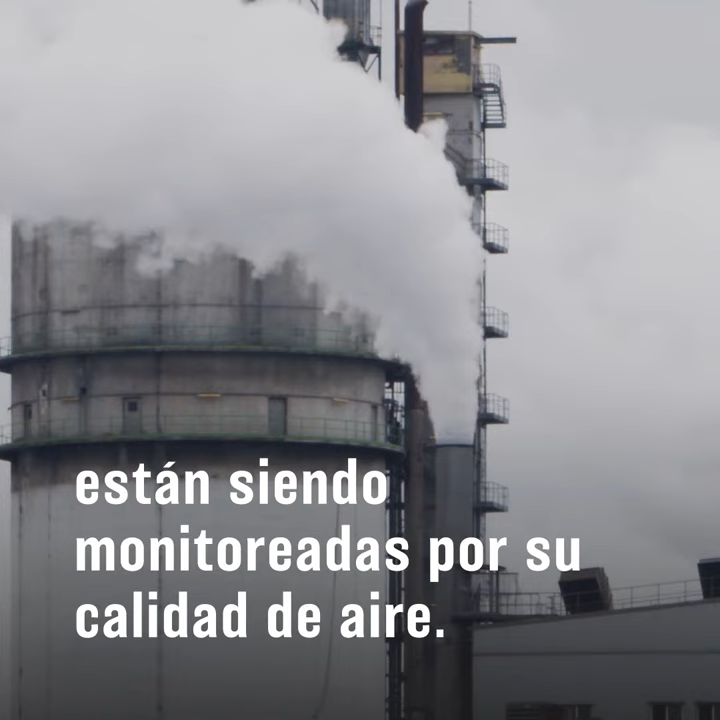 están siendo
monitoreadas por su
calidad de aire.